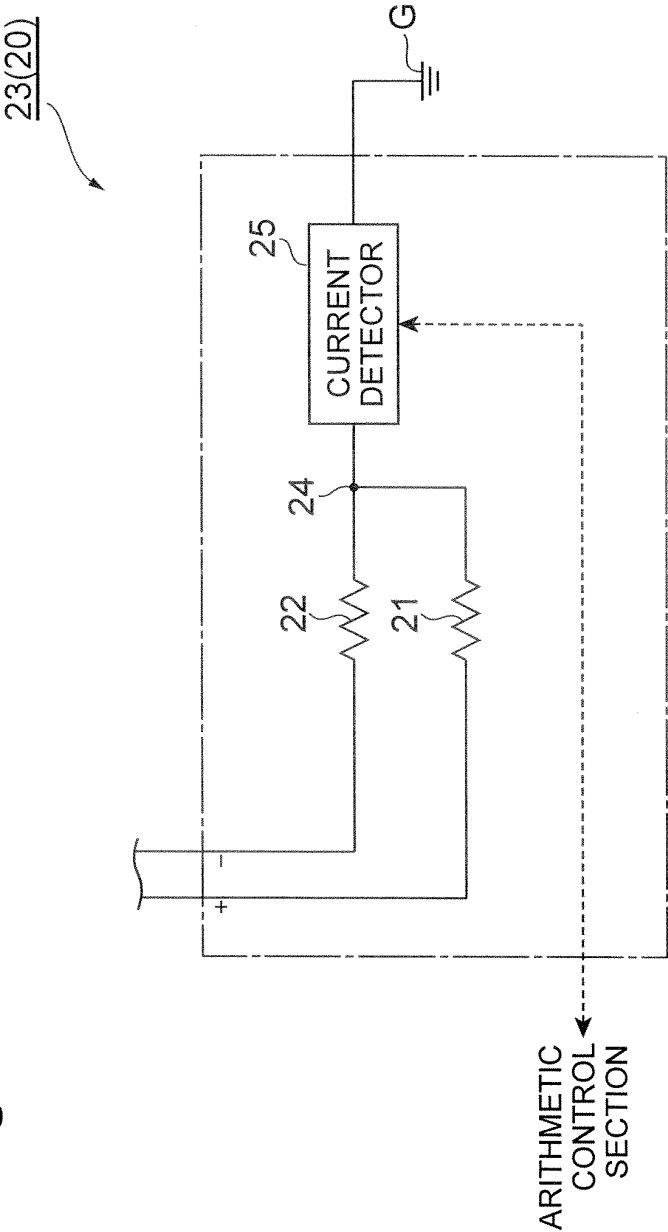 23(20)
G
25
CURRENT
DETECTOR
24
22
21
−
+
ARITHMETIC
CONTROL
SECTION